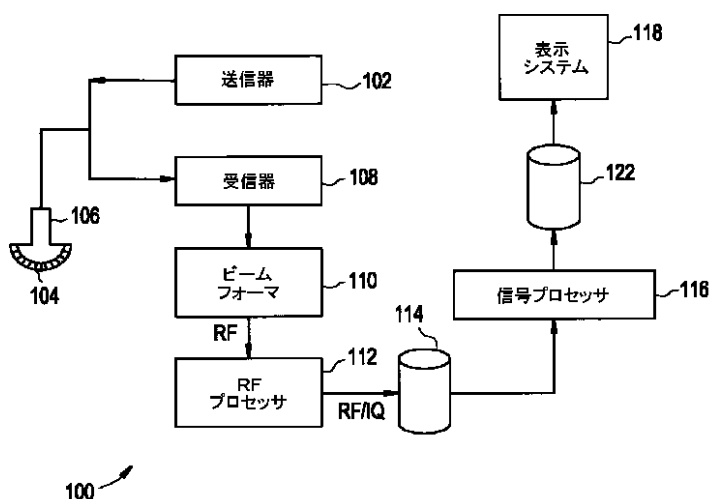 送信器
102
表示
システム
118
受信器
108
122
106
104
ビーム
フォーマ
110
信号プロセッサ
116
RF
114
RF
プロセッサ
112
RF/IQ
100